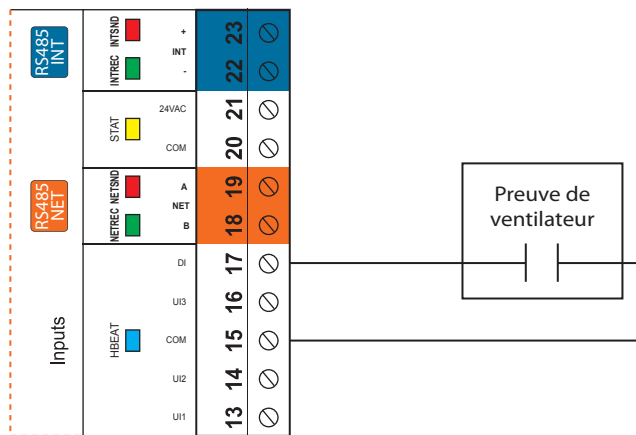 RS485
INT
INTREC INTSND
+
INT
-
23
22
STAT
24VAC
COM
21
20
RS485
NET
NETREC NETSND
A
NET
B
19
18
Inputs
HBEAT
DI
17
UI3
16
COM
15
UI2
14
UI1
13
Preuve de
ventilateur